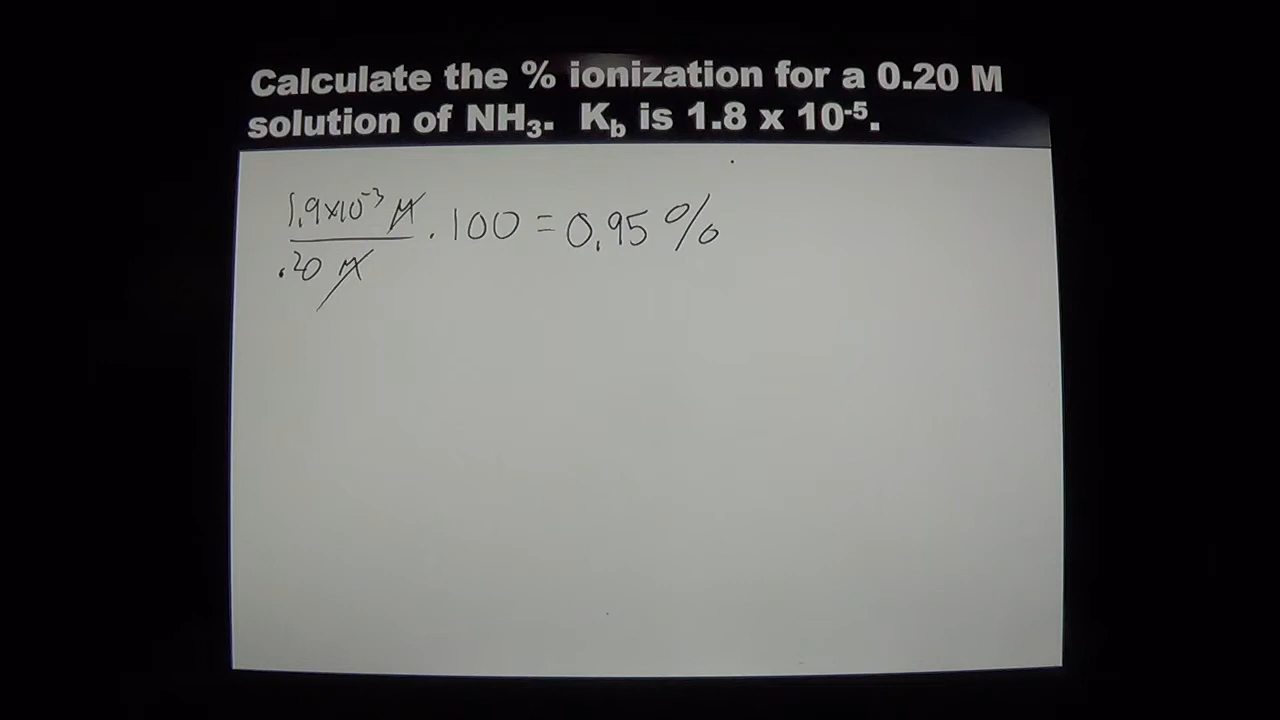 Calculate the % ionization for a 0.20 M
solution of NH₃. K_b is 1.8 x 10⁻⁵.
1.9x10⁻³ M
.20 M
. 100 = 0.95 %